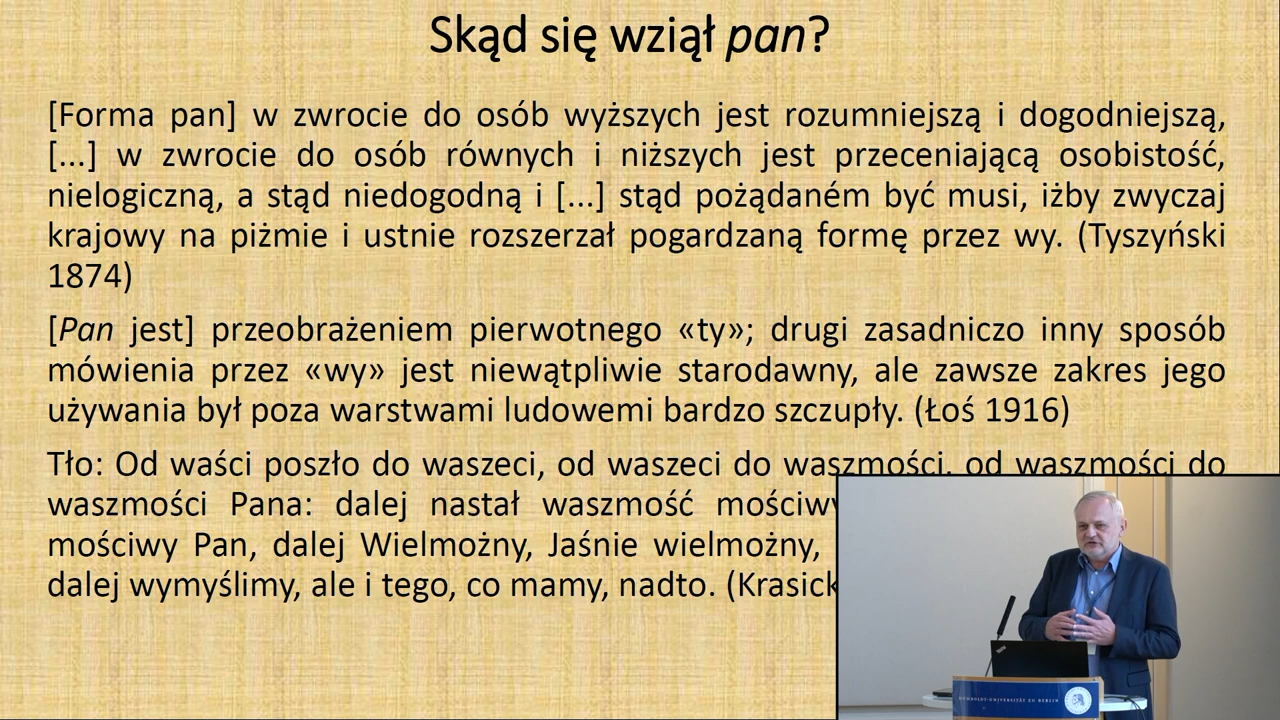 Skąd się wziął pan?
[Forma pan] w zwrocie do osób wyższych jest rozumniejszą i dogodniejszą,
[...] w zwrocie do osób równych i niższych jest przeceniającą osobistość,
nielogiczną, a stąd niedogodną i [...] stąd pożądaném być musi, iżby zwyczaj
krajowy na piżmie i ustnie rozszerzał pogardzaną formę przez wy. (Tyszyński
1874)
[Pan jest] przeobrażeniem pierwotnego «ty»; drugi zasadniczo inny sposób
mówienia przez «wy» jest niewątpliwie starodawny, ale zawsze zakres jego
używania był poza warstwami ludowemi bardzo szczupły. (Łoś 1916)
Tło: Od waści poszło do waszeci, od waszeci do waszmości, od waszmości do
waszmości Pana: dalej nastał waszmość mościwy
mościwy Pan, dalej Wielmożny, Jaśnie wielmożny,
dalej wymyślimy, ale i tego, co mamy, nadto. (Krasick
HUMBOLDT-UNIVERSITÄT ZU BERLIN